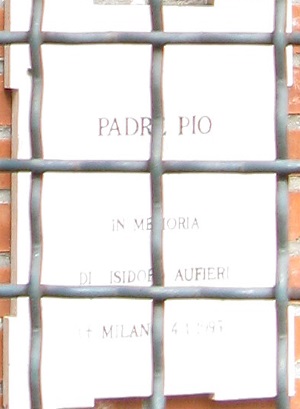 PADRE PIO
IN MEMORIA
DI ISIDORO AUFIERI
MILANO